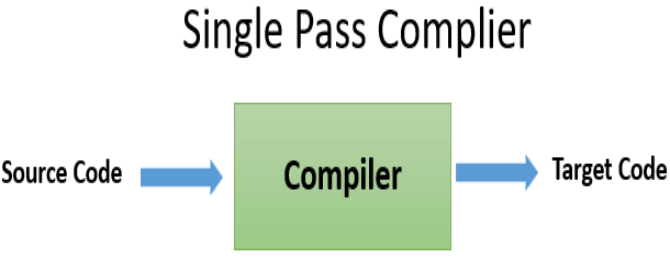 Single Pass Complier
Source Code
Compiler
Target Code